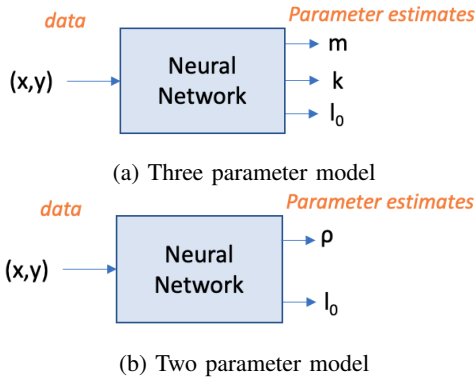 data
Parameter estimates
(x,y)
Neural
Network
m
k
l₀
(a) Three parameter model
data
Parameter estimates
(x,y)
Neural
Network
ρ
l₀
(b) Two parameter model